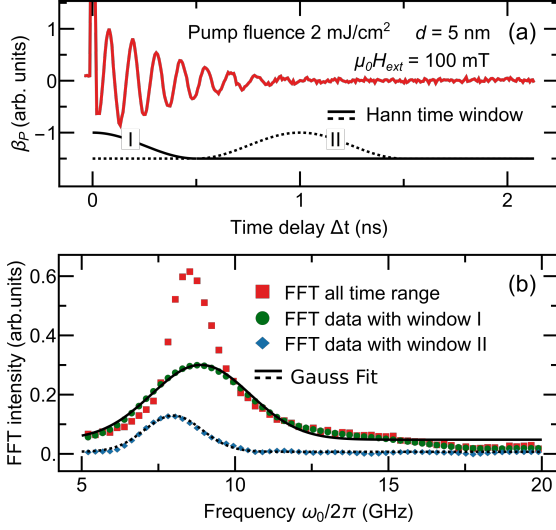 Pump fluence 2 mJ/cm² d = 5 nm (a)
μ₀Hₑₓₜ = 100 mT
βP (arb. units)
1
0
−1
Hann time window
I
II
0
1
2
Time delay Δt (ns)
(b)
FFT intensity (arb.units)
0.6
0.4
0.2
0.0
FFT all time range
FFT data with window I
FFT data with window II
Gauss Fit
5
10
15
20
Frequency ω₀/2π (GHz)